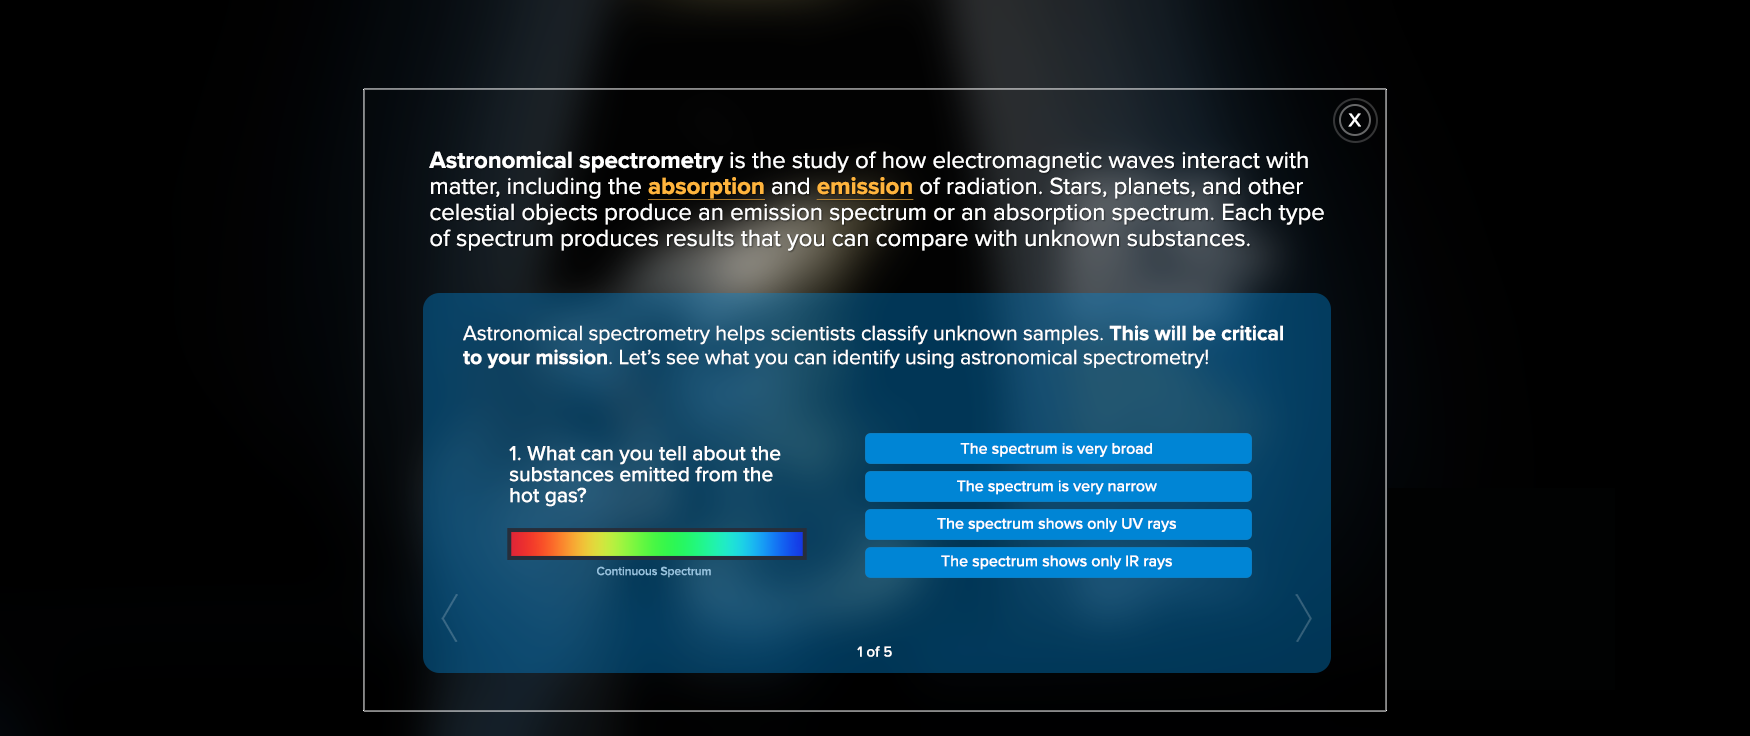 X
Astronomical spectrometry is the study of how electromagnetic waves interact with
matter, including the absorption and emission of radiation. Stars, planets, and other
celestial objects produce an emission spectrum or an absorption spectrum. Each type
of spectrum produces results that you can compare with unknown substances.
Astronomical spectrometry helps scientists classify unknown samples. This will be critical
to your mission. Let's see what you can identify using astronomical spectrometry!
1. What can you tell about the
substances emitted from the
hot gas?
Continuous Spectrum
The spectrum is very broad
The spectrum is very narrow
The spectrum shows only UV rays
The spectrum shows only IR rays
1 of 5